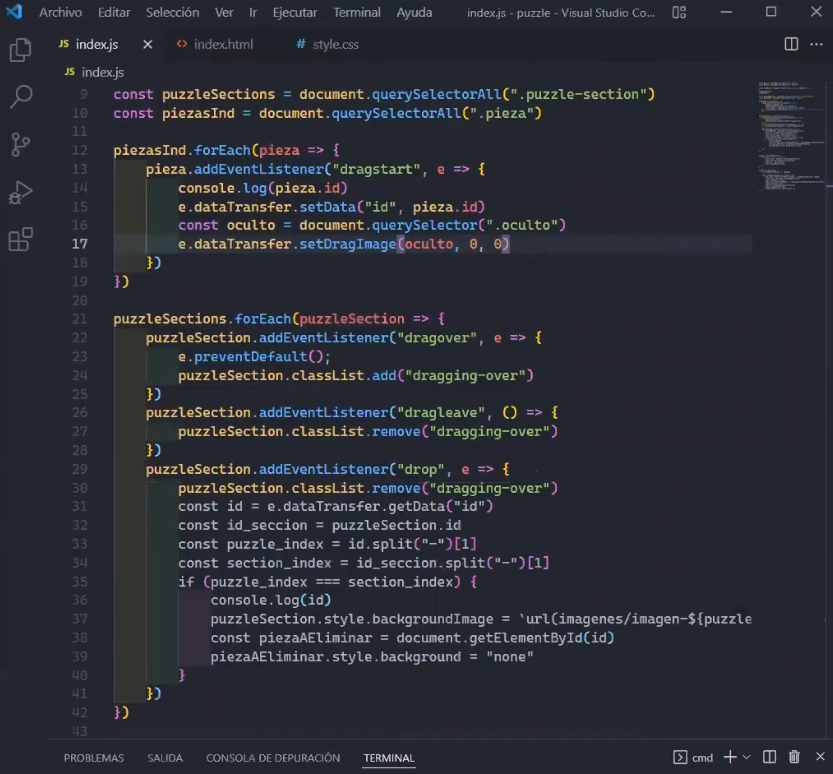 Archivo Editar Selección Ver Ir Ejecutar Terminal Ayuda index.js - puzzle - Visual Studio Co...
JS index.js <> index.html # style.css
JS index.js
9 const puzzleSections = document.querySelectorAll(".puzzle-section")
10 const piezasInd = document.querySelectorAll(".pieza")
11
12 piezasInd.forEach(pieza => {
13 pieza.addEventListener("dragstart", e => {
14 console.log(pieza.id)
15 e.dataTransfer.setData("id", pieza.id)
16 const oculto = document.querySelector(".oculto")
17 e.dataTransfer.setDragImage(oculto, 0, 0)
18 })
19 })
20
21 puzzleSections.forEach(puzzleSection => {
22 puzzleSection.addEventListener("dragover", e => {
23 e.preventDefault();
24 puzzleSection.classList.add("dragging-over")
25 })
26 puzzleSection.addEventListener("dragleave", () => {
27 puzzleSection.classList.remove("dragging-over")
28 })
29 puzzleSection.addEventListener("drop", e => {
30 puzzleSection.classList.remove("dragging-over")
31 const id = e.dataTransfer.getData("id")
32 const id_seccion = puzzleSection.id
33 const puzzle_index = id.split("-")[1]
34 const section_index = id_seccion.split("-")[1]
35 if (puzzle_index === section_index) {
36 console.log(id)
37 puzzleSection.style.backgroundImage = `url(imagenes/imagen-${puzzle
38 const piezaAEliminar = document.getElementById(id)
39 piezaAEliminar.style.background = "none"
40 }
41 })
42 })
43
PROBLEMAS SALIDA CONSOLA DE DEPURACIÓN TERMINAL cmd